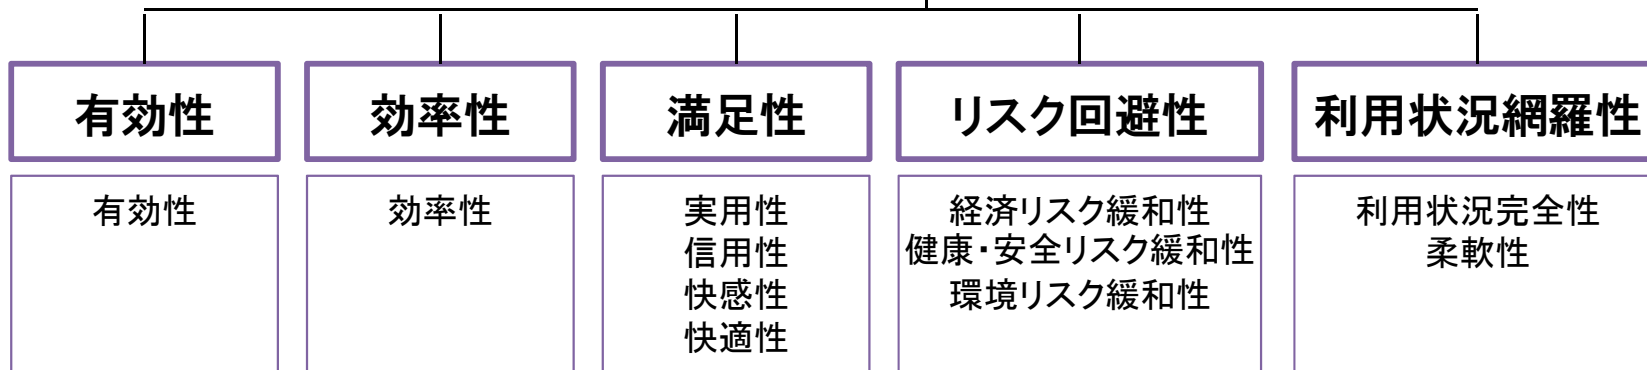 有効性
効率性
満足性
リスク回避性
利用状況網羅性
有効性
効率性
実用性
信用性
快感性
快適性
経済リスク緩和性
健康・安全リスク緩和性
環境リスク緩和性
利用状況完全性
柔軟性